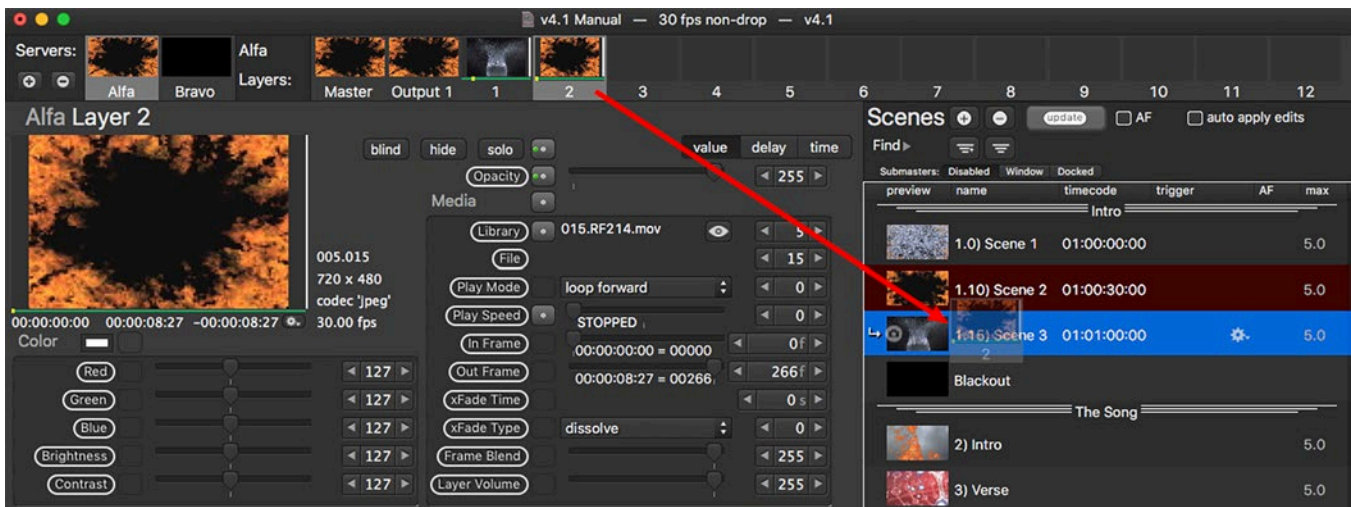 v4.1 Manual — 30 fps non-drop — v4.1
Servers:
Alfa
Bravo
Alfa
Layers:
Master Output 1 1 2 3 4 5 6 7 8 9 10 11 12
Alfa Layer 2
blind hide solo value delay time
Opacity 255
Media
Library 015.RF214.mov 5
File 15
Play Mode loop forward 0
Play Speed STOPPED 0
In Frame 00:00:00:00 = 00000 0f
Out Frame 00:00:08:27 = 00266 266f
xFade Time 0 s
xFade Type dissolve 0
Frame Blend 255
Layer Volume 255
005.015
720 x 480
codec 'jpeg'
30.00 fps
00:00:00:00 00:00:08:27 -00:00:08:27
Color
Red 127
Green 127
Blue 127
Brightness 127
Contrast 127
Scenes update AF auto apply edits
Find
Submasters: Disabled Window Docked
preview name timecode trigger AF max
Intro
1.0) Scene 1 01:00:00:00 5.0
1.10) Scene 2 01:00:30:00 5.0
1.15) Scene 3 01:01:00:00 5.0
2
Blackout
The Song
2) Intro 5.0
3) Verse 5.0